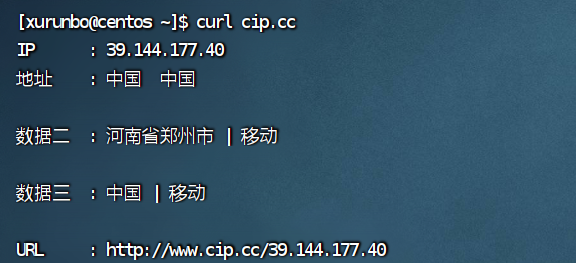 [xurunbo@centos ~]$ curl cip.cc
IP : 39.144.177.40
地址 : 中国 中国
数据二 : 河南省郑州市 | 移动
数据三 : 中国 | 移动
URL : http://www.cip.cc/39.144.177.40